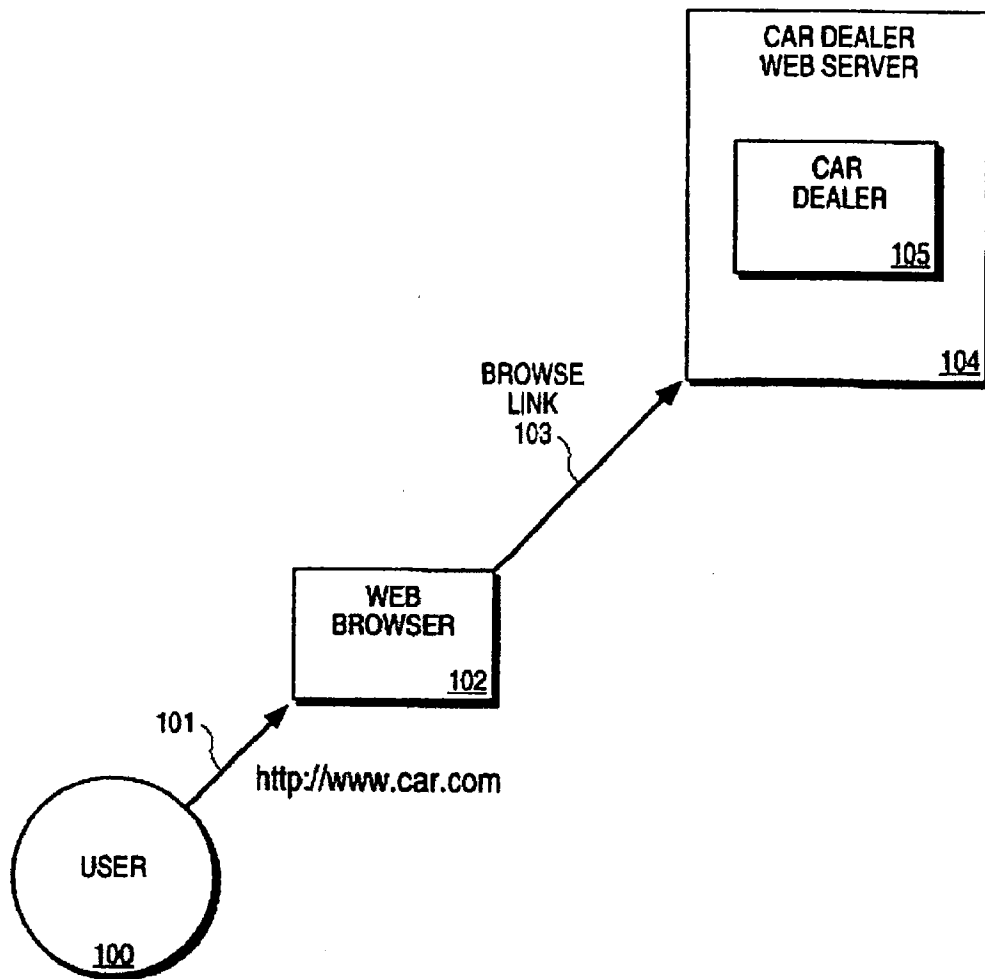 CAR DEALER
WEB SERVER
CAR
DEALER
105
104
BROWSE
LINK
103
WEB
BROWSER
102
101
http://www.car.com
USER
100